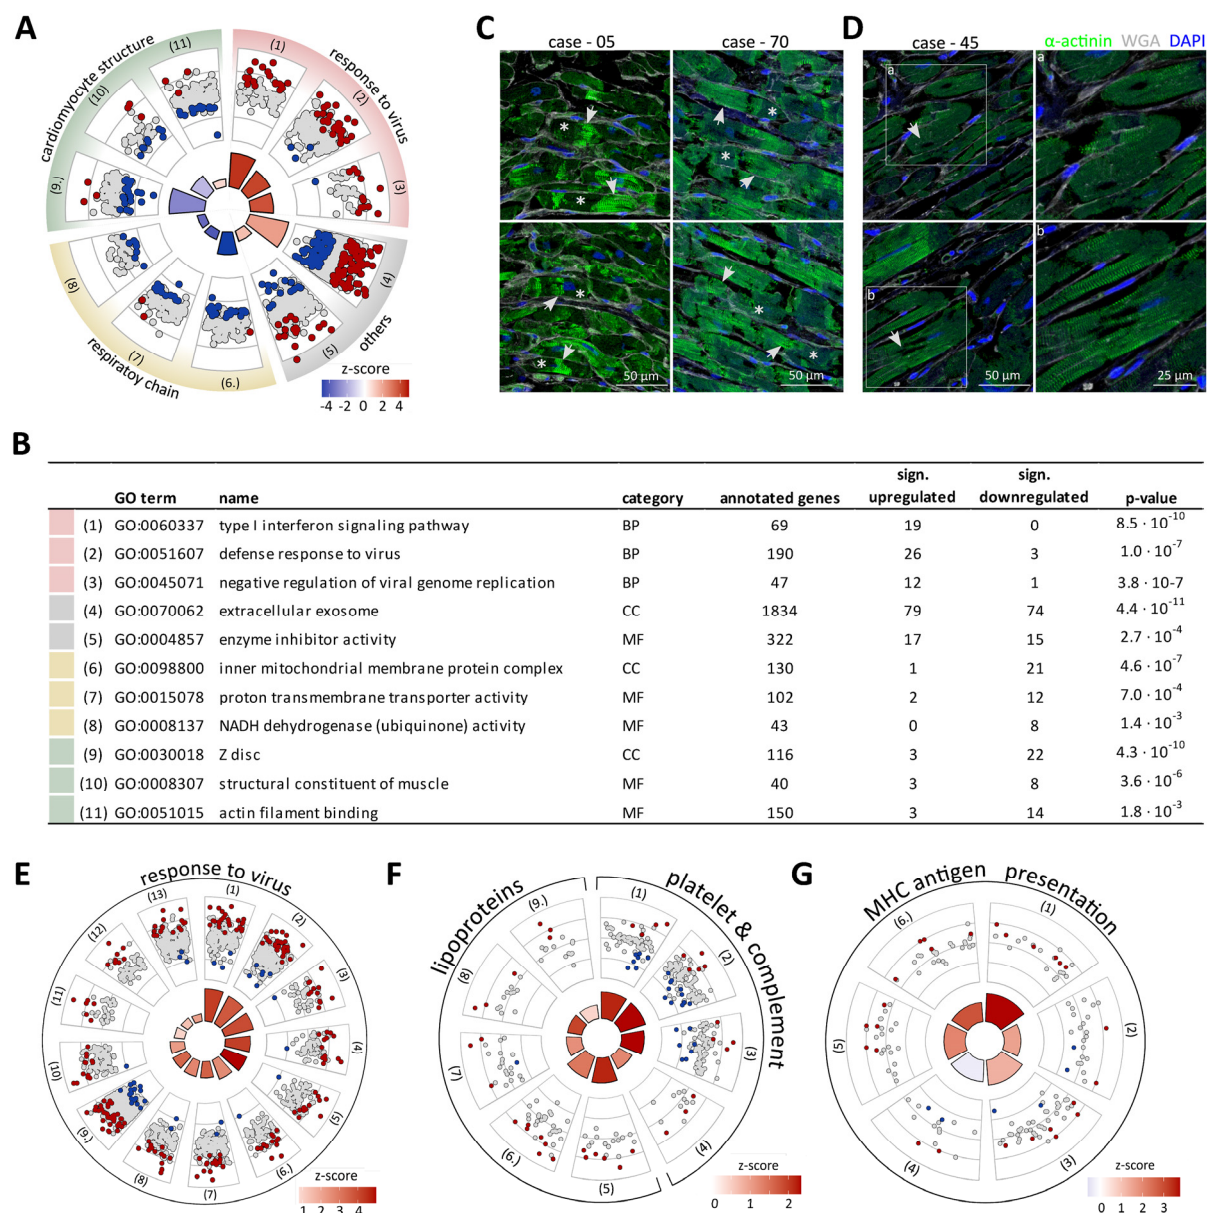 A
cardiomyocyte structure
response to virus
others
respiratoy chain
(1)
(2)
(3)
(4)
(5)
(6.)
(7)
(8)
(9.)
(10)
(11)
z-score
-4 -2 0 2 4
C
case - 05
case - 70
50 µm
50 µm
D
case - 45
α-actinin WGA DAPI
a
a
b
b
50 µm
25 µm
B
GO term name category annotated genes sign. upregulated sign. downregulated p-value
(1) GO:0060337 type I interferon signaling pathway BP 69 19 0 8.5 · 10⁻¹⁰
(2) GO:0051607 defense response to virus BP 190 26 3 1.0 · 10⁻⁷
(3) GO:0045071 negative regulation of viral genome replication BP 47 12 1 3.8 · 10-7
(4) GO:0070062 extracellular exosome CC 1834 79 74 4.4 · 10⁻¹¹
(5) GO:0004857 enzyme inhibitor activity MF 322 17 15 2.7 · 10⁻⁴
(6) GO:0098800 inner mitochondrial membrane protein complex CC 130 1 21 4.6 · 10⁻⁷
(7) GO:0015078 proton transmembrane transporter activity MF 102 2 12 7.0 · 10⁻⁴
(8) GO:0008137 NADH dehydrogenase (ubiquinone) activity MF 43 0 8 1.4 · 10⁻³
(9) GO:0030018 Z disc CC 116 3 22 4.3 · 10⁻¹⁰
(10) GO:0008307 structural constituent of muscle MF 40 3 8 3.6 · 10⁻⁶
(11) GO:0051015 actin filament binding MF 150 3 14 1.8 · 10⁻³
E
response to virus
(1)
(2)
(3)
(4)
(5)
(6.)
(7)
(8)
(9.)
(10)
(11)
(12)
(13)
z-score
1 2 3 4
F
lipoproteins
platelet & complement
(1)
(2)
(3)
(4)
(5)
(6.)
(7)
(8)
(9.)
z-score
0 1 2
G
MHC antigen presentation
(1)
(2)
(3)
(4)
(5)
(6.)
z-score
0 1 2 3